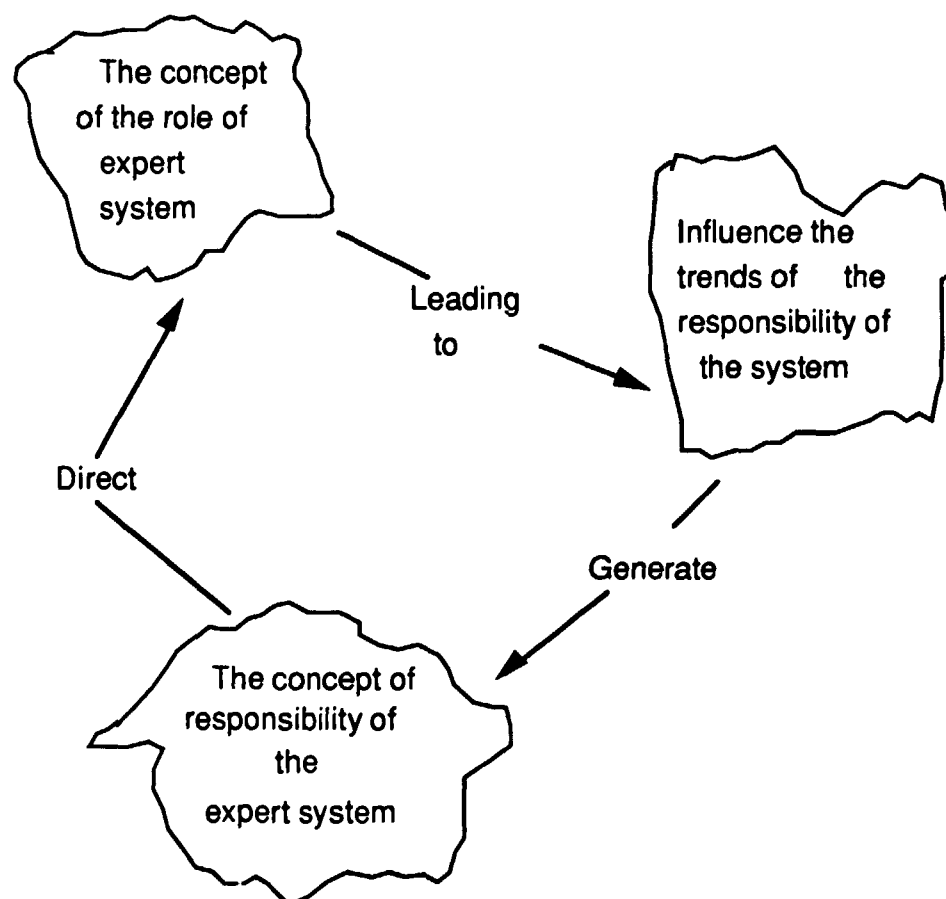 The concept
of the role of
expert
system
Influence the
trends of the
responsibility of
the system
Leading
to
Direct
Generate
The concept of
responsibility of
the
expert system